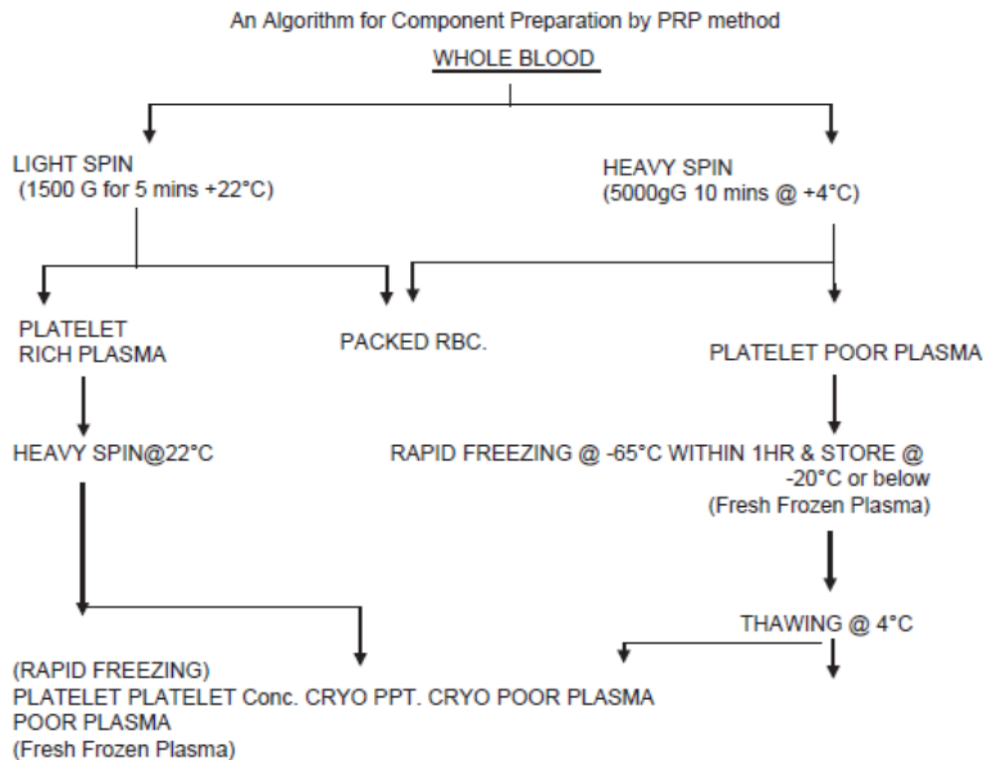 An Algorithm for Component Preparation by PRP method
WHOLE BLOOD
LIGHT SPIN
(1500 G for 5 mins +22°C)
HEAVY SPIN
(5000gG 10 mins @ +4°C)
PLATELET
RICH PLASMA
PACKED RBC.
PLATELET POOR PLASMA
HEAVY SPIN@22°C
RAPID FREEZING @ -65°C WITHIN 1HR & STORE @
-20°C or below
(Fresh Frozen Plasma)
THAWING @ 4°C
(RAPID FREEZING)
PLATELET PLATELET Conc. CRYO PPT. CRYO POOR PLASMA
POOR PLASMA
(Fresh Frozen Plasma)